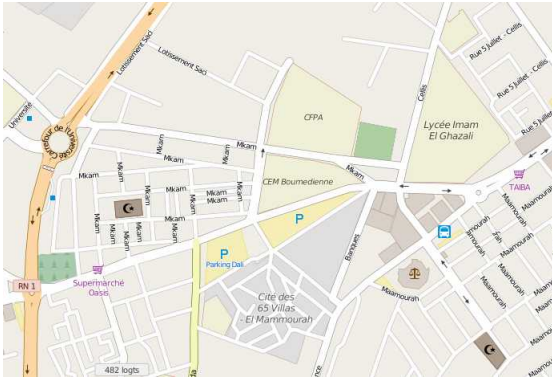 Lotissement Saci
Lotissement Saci
Université
Carrefour de l'Université
Cellis
Cellis
Rue 5 Juillet - Cellis
Rue 5 Juillet - Cellis
Rue 5 Juillet
CFPA
Lycée Imam
El Ghazali
Mkam
Mkam
Mkam
Mkam
Mkam
Mkam
Mkam
Mkam
Mkam
Mkam
Mkam
Mkam
Mkam
CEM Boumedienne
TAIBA
P
P
Parking Dali
Supermarché
Oasis
RN 1
Cité des
65 Villas
- El Mammourah
Banques
Maamourah
Maamourah
Maamourah
Maamourah
Maamourah
Maamourah
482 logts